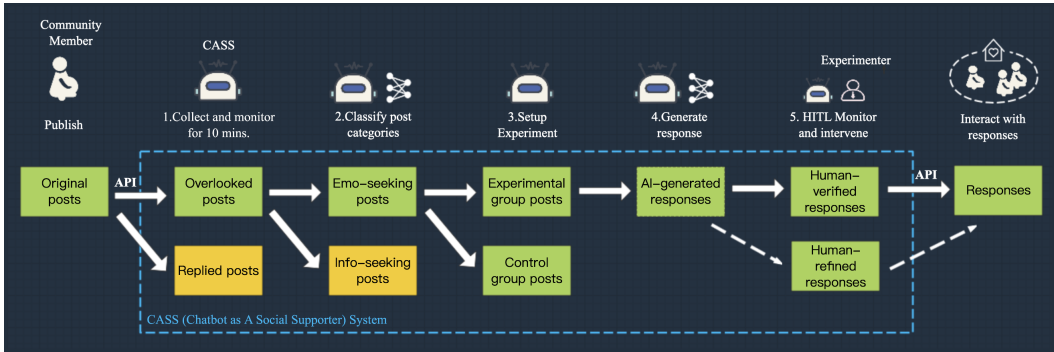 Community
Member
CASS
Experimenter
Publish
1.Collect and monitor
for 10 mins.
2.Classify post
categories
3.Setup
Experiment
4.Generate
response
5. HITL Monitor
and intervene
Interact with
responses
Original
posts
API
Overlooked
posts
Emo-seeking
posts
Experimental
group posts
AI-generated
responses
Human-
verified
responses
API
Responses
Replied posts
Info-seeking
posts
Control
group posts
Human-
refined
responses
CASS (Chatbot as A Social Supporter) System